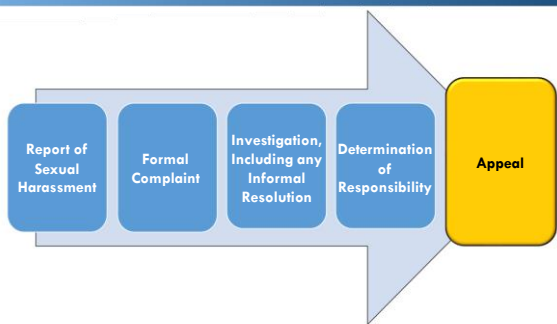 Report of
Sexual
Harassment
Formal
Complaint
Investigation,
Including any
Informal
Resolution
Determination
of
Responsibility
Appeal